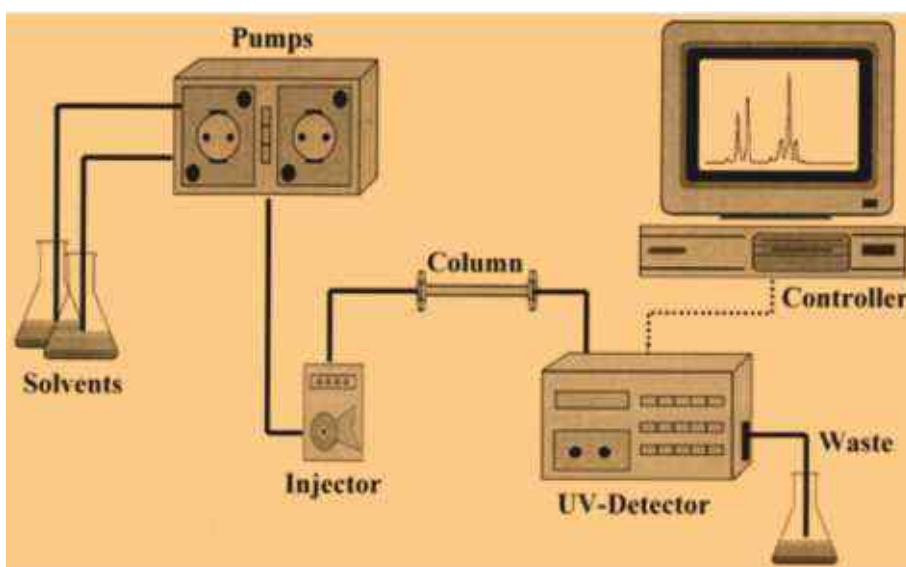 Pumps
Column
Controller
Solvents
Injector
UV-Detector
Waste